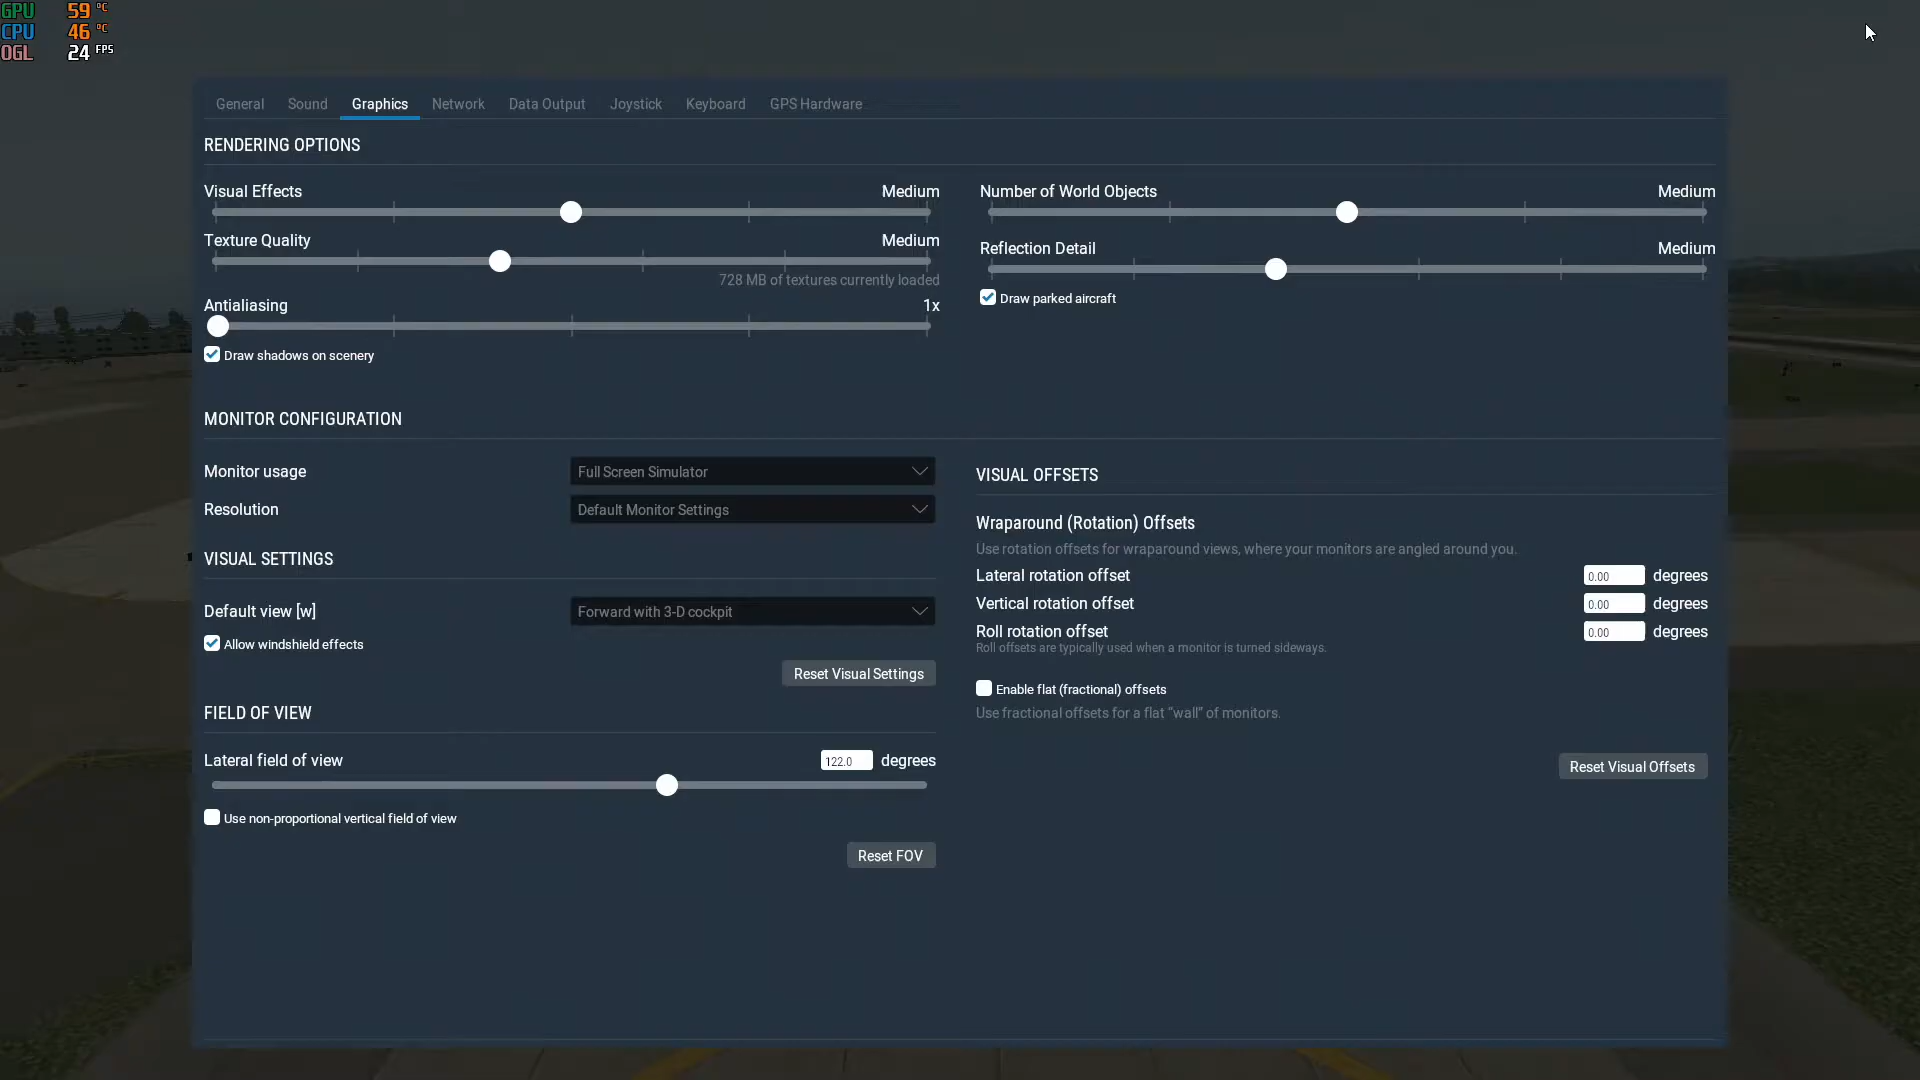 GPU 59 °C
CPU 46 °C
OGL 24 FPS
General Sound Graphics Network Data Output Joystick Keyboard GPS Hardware
RENDERING OPTIONS
Visual Effects Medium
Texture Quality Medium
728 MB of textures currently loaded
Antialiasing 1x
Draw shadows on scenery
Number of World Objects Medium
Reflection Detail Medium
Draw parked aircraft
MONITOR CONFIGURATION
Monitor usage Full Screen Simulator
Resolution Default Monitor Settings
VISUAL SETTINGS
Default view [w] Forward with 3-D cockpit
Allow windshield effects
Reset Visual Settings
FIELD OF VIEW
Lateral field of view 122.0 degrees
Use non-proportional vertical field of view
Reset FOV
VISUAL OFFSETS
Wraparound (Rotation) Offsets
Use rotation offsets for wraparound views, where your monitors are angled around you.
Lateral rotation offset 0.00 degrees
Vertical rotation offset 0.00 degrees
Roll rotation offset 0.00 degrees
Roll offsets are typically used when a monitor is turned sideways.
Enable flat (fractional) offsets
Use fractional offsets for a flat “wall” of monitors.
Reset Visual Offsets